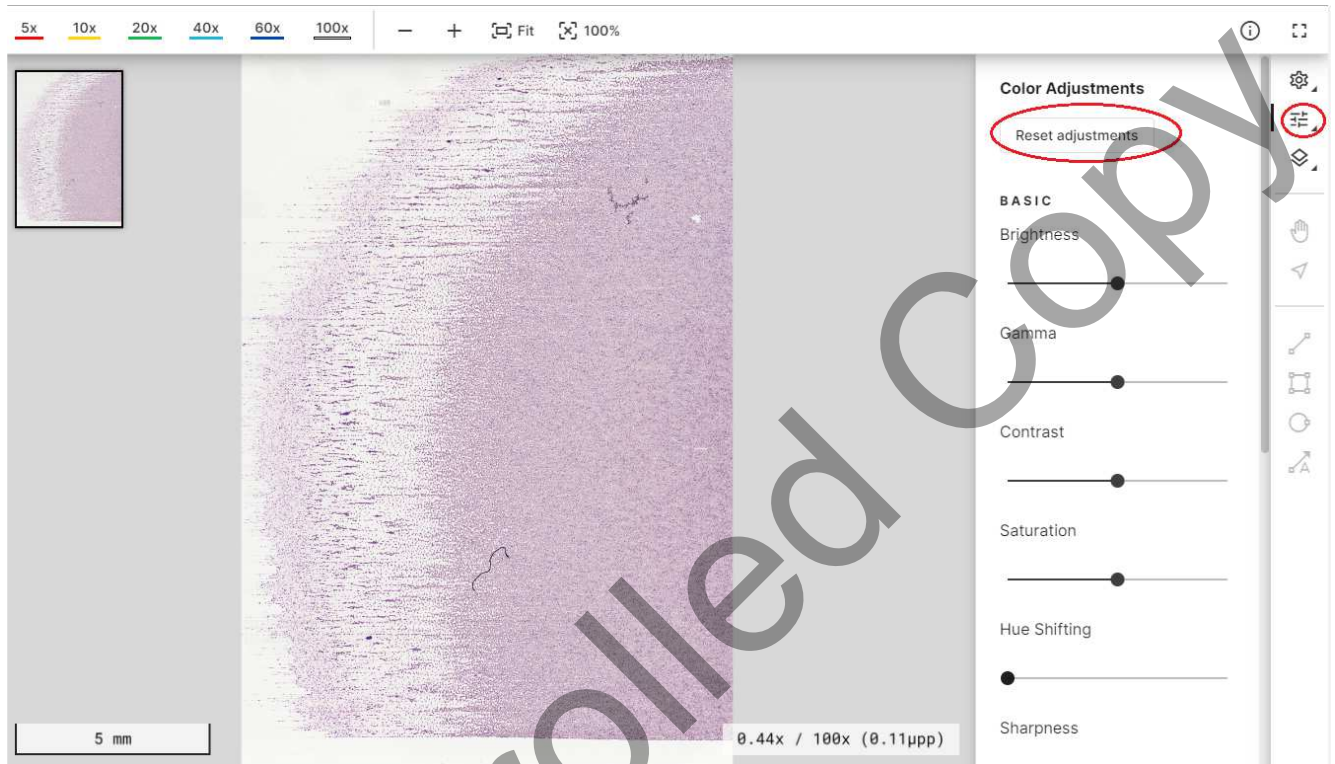 5x 10x 20x 40x 60x 100x − + Fit 100%
Color Adjustments
Reset adjustments
BASIC
Brightness
Gamma
Contrast
Saturation
Hue Shifting
Sharpness
5 mm
0.44x / 100x (0.11µpp)
rolled Copy